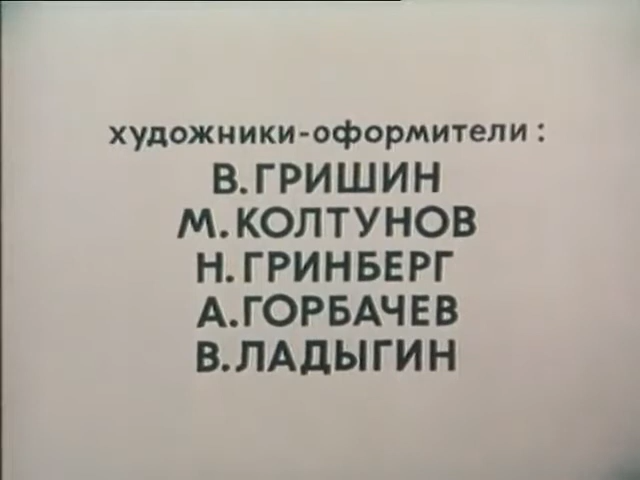 художники-оформители:
В.ГРИШИН
М.КОЛТУНОВ
Н.ГРИНБЕРГ
А.ГОРБАЧЕВ
В.ЛАДЫГИН